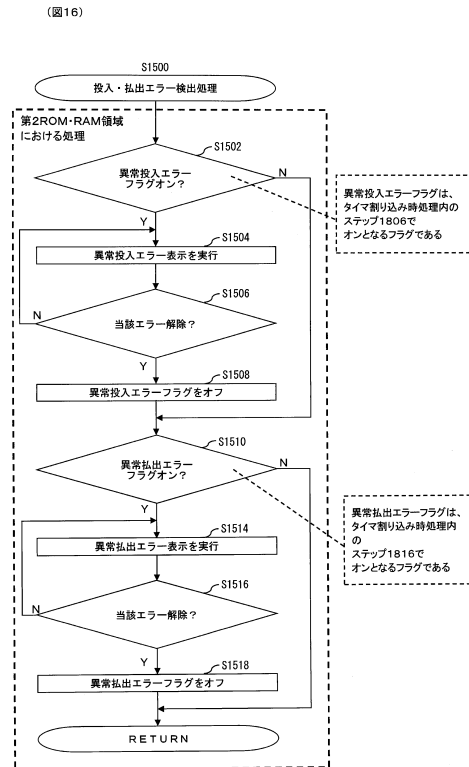 (図16)
S1500
投入・払出エラー検出処理
第2ROM・RAM領域
における処理
S1502
異常投入エラー
フラグオン?
N
異常投入エラーフラグは、
タイマ割り込み時処理内の
ステップ1806で
オンとなるフラグである
Y
S1504
異常投入エラー表示を実行
S1506
N
当該エラー解除?
Y
S1508
異常投入エラーフラグをオフ
S1510
異常払出エラー
フラグオン?
N
異常払出エラーフラグは、
タイマ割り込み時処理内
の
ステップ1816で
オンとなるフラグである
Y
S1514
異常払出エラー表示を実行
S1516
N
当該エラー解除?
Y
S1518
異常払出エラーフラグをオフ
RETURN